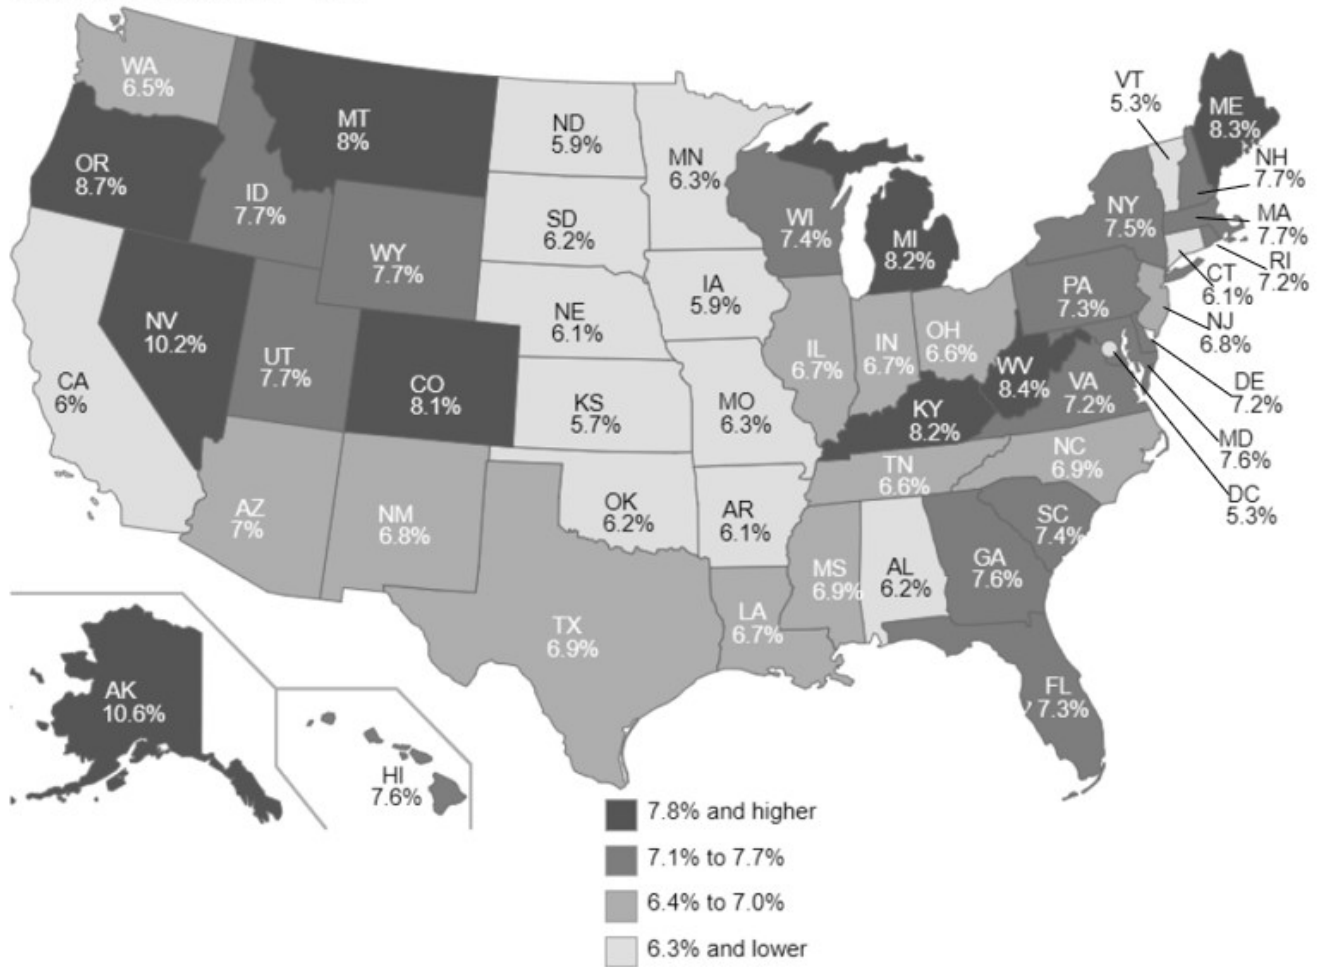 WA
6.5%
MT
8%
ND
5.9%
MN
6.3%
VT
5.3%
ME
8.3%
OR
8.7%
ID
7.7%
SD
6.2%
WI
7.4%
MI
8.2%
NY
7.5%
NH
7.7%
MA
7.7%
RI
7.2%
CT
6.1%
WY
7.7%
IA
5.9%
PA
7.3%
NJ
6.8%
NV
10.2%
UT
7.7%
NE
6.1%
IL
6.7%
IN
6.7%
OH
6.6%
WV
8.4%
VA
7.2%
DE
7.2%
MD
7.6%
DC
5.3%
CA
6%
CO
8.1%
KS
5.7%
MO
6.3%
KY
8.2%
TN
6.6%
NC
6.9%
AZ
7%
NM
6.8%
OK
6.2%
AR
6.1%
SC
7.4%
MS
6.9%
AL
6.2%
GA
7.6%
TX
6.9%
LA
6.7%
FL
7.3%
AK
10.6%
HI
7.6%
7.8% and higher
7.1% to 7.7%
6.4% to 7.0%
6.3% and lower